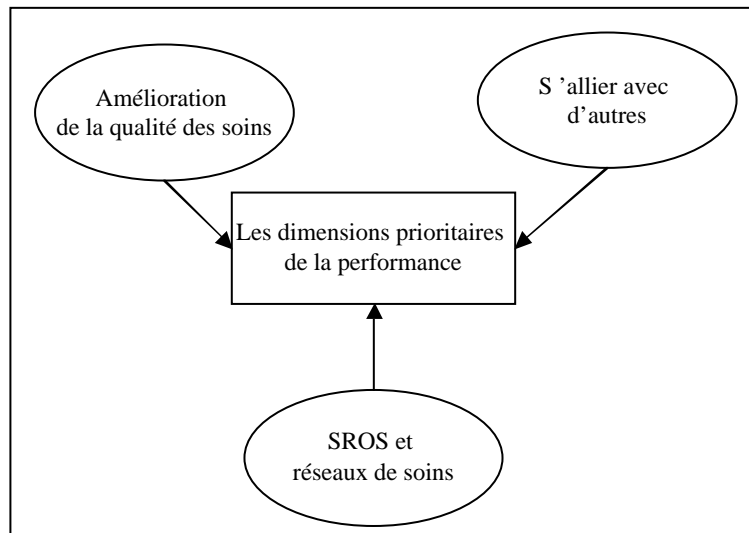 Amélioration
de la qualité des soins
S ’allier avec
d’autres
Les dimensions prioritaires
de la performance
SROS et
réseaux de soins